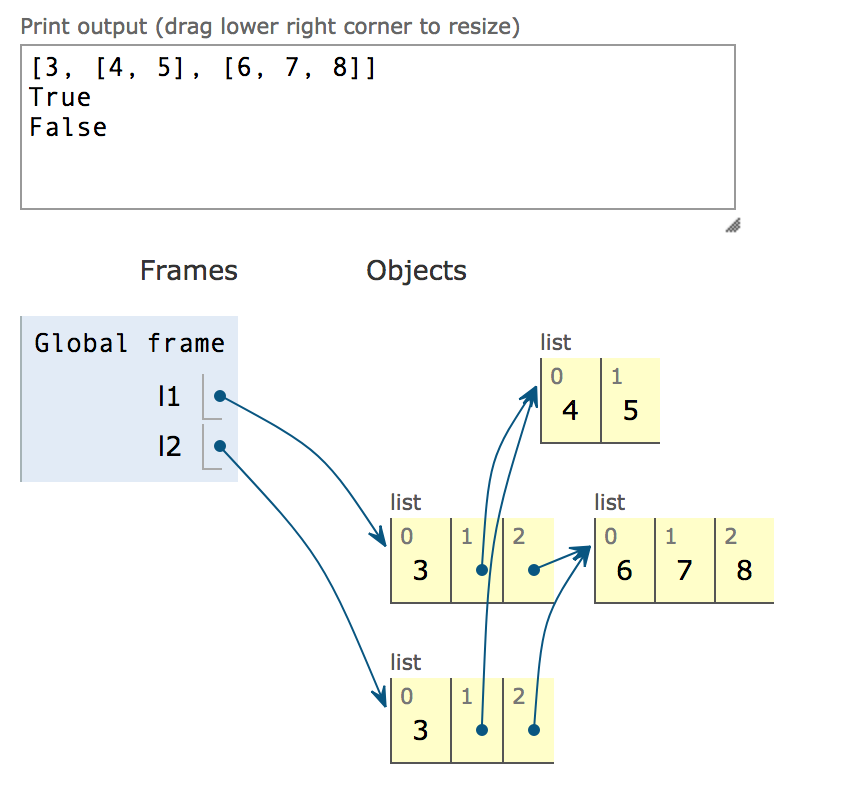 Print output (drag lower right corner to resize)
[3, [4, 5], [6, 7, 8]]
True
False
Frames Objects
Global frame
l1
l2
list
0 1
4 5
list
0 1 2
3
list
0 1 2
6 7 8
list
0 1 2
3